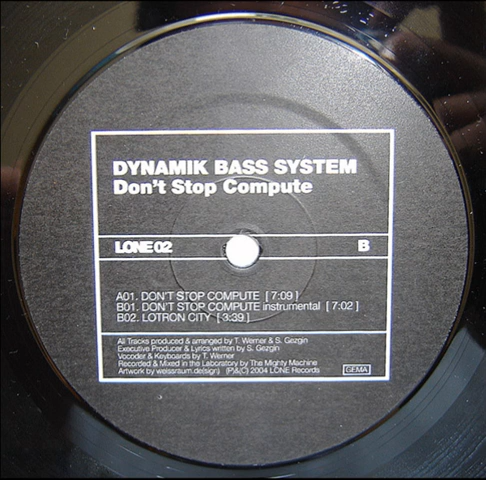 DYNAMIK BASS SYSTEM
Don't Stop Compute
LONE 02 B
A01. DON'T STOP COMPUTE [ 7:09 ]
B01. DON'T STOP COMPUTE instrumental [ 7:02 ]
B02. LOTRON CITY [ 3:39 ]
All Tracks produced & arranged by T. Werner & S. Gezgin
Executive Producer & Lyrics written by S. Gezgin
Vocoder & Keyboards by T. Werner
Recorded & Mixed in the Laboratory by The Mighty Machine
Artwork by weissraum.de(sign) (P)&(C) 2004 LONE Records GEMA